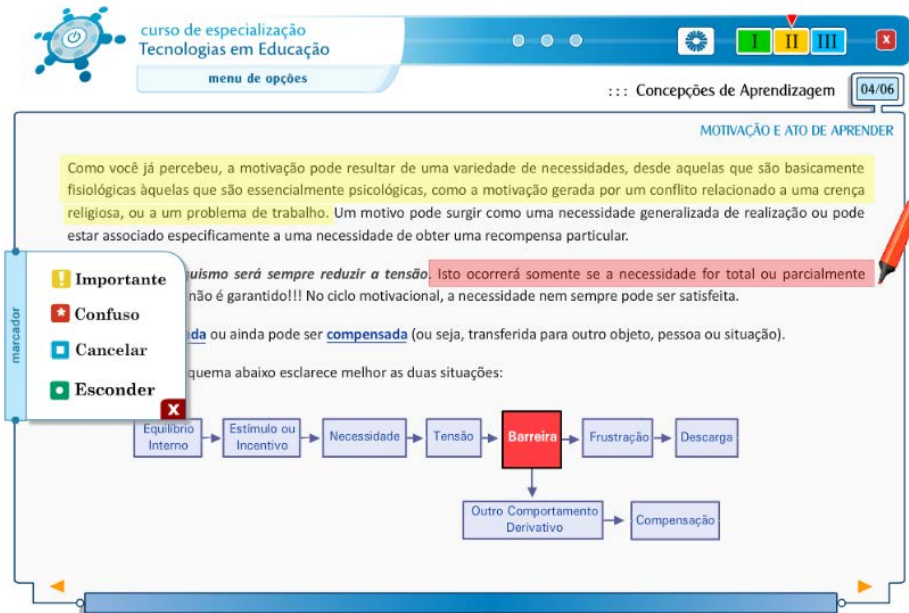 curso de especialização
Tecnologias em Educação
menu de opções
I II III X
::: Concepções de Aprendizagem 04/06
MOTIVAÇÃO E ATO DE APRENDER
Como você já percebeu, a motivação pode resultar de uma variedade de necessidades, desde aquelas que são basicamente
fisiológicas àquelas que são essencialmente psicológicas, como a motivação gerada por um conflito relacionado a uma crença
religiosa, ou a um problema de trabalho. Um motivo pode surgir como uma necessidade generalizada de realização ou pode
estar associado especificamente a uma necessidade de obter uma recompensa particular.
quismo será sempre reduzir a tensão. Isto ocorrerá somente se a necessidade for total ou parcialmente
não é garantido!!! No ciclo motivacional, a necessidade nem sempre pode ser satisfeita.
da ou ainda pode ser compensada (ou seja, transferida para outro objeto, pessoa ou situação).
quema abaixo esclarece melhor as duas situações:
marcador
! Importante
* Confuso
Cancelar
Esconder
X
Equilíbrio
Interno
Estímulo ou
Incentivo
Necessidade
Tensão
Barreira
Frustração
Descarga
Outro Comportamento
Derivativo
Compensação